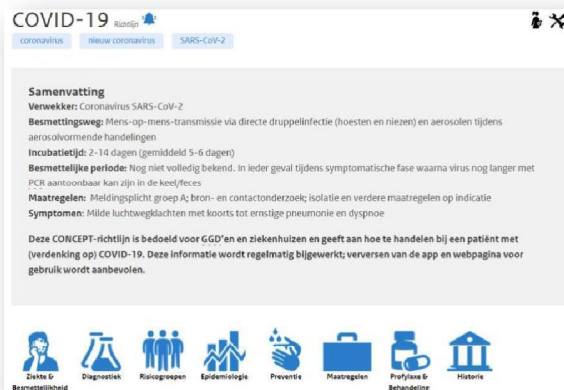 COVID-19 Richtlijn
coronavirus nieuw coronavirus SARS-CoV-2
Samenvatting
Verwekker: Coronavirus SARS-CoV-2
Besmettingsweg: Mens-op-mens-transmissie via directe druppelinfectie (hoesten en niezen) en aerosolen tijdens
aerosolvormende handelingen
Incubatietijd: 2-14 dagen (gemiddeld 5-6 dagen)
Besmettelijke periode: Nog niet volledig bekend. In ieder geval tijdens symptomatische fase waarna virus nog langer met
PCR aantoonbaar kan zijn in de keel/feces
Maatregelen: Meldingsplicht groep A; bron- en contactonderzoek; isolatie en verdere maatregelen op indicatie
Symptomen: Milde luchtwegklachten met koorts tot ernstige pneumonie en dyspnoe
Deze CONCEPT-richtlijn is bedoeld voor GGD'en en ziekenhuizen en geeft aan hoe te handelen bij een patiënt met
(verdenking op) COVID-19. Deze informatie wordt regelmatig bijgewerkt; verversen van de app en webpagina voor
gebruik wordt aanbevolen.
Ziekte & Besmettelijkheid
Diagnostiek
Risicogroepen
Epidemiologie
Preventie
Maatregelen
Profylaxe & Behandeling
Historie